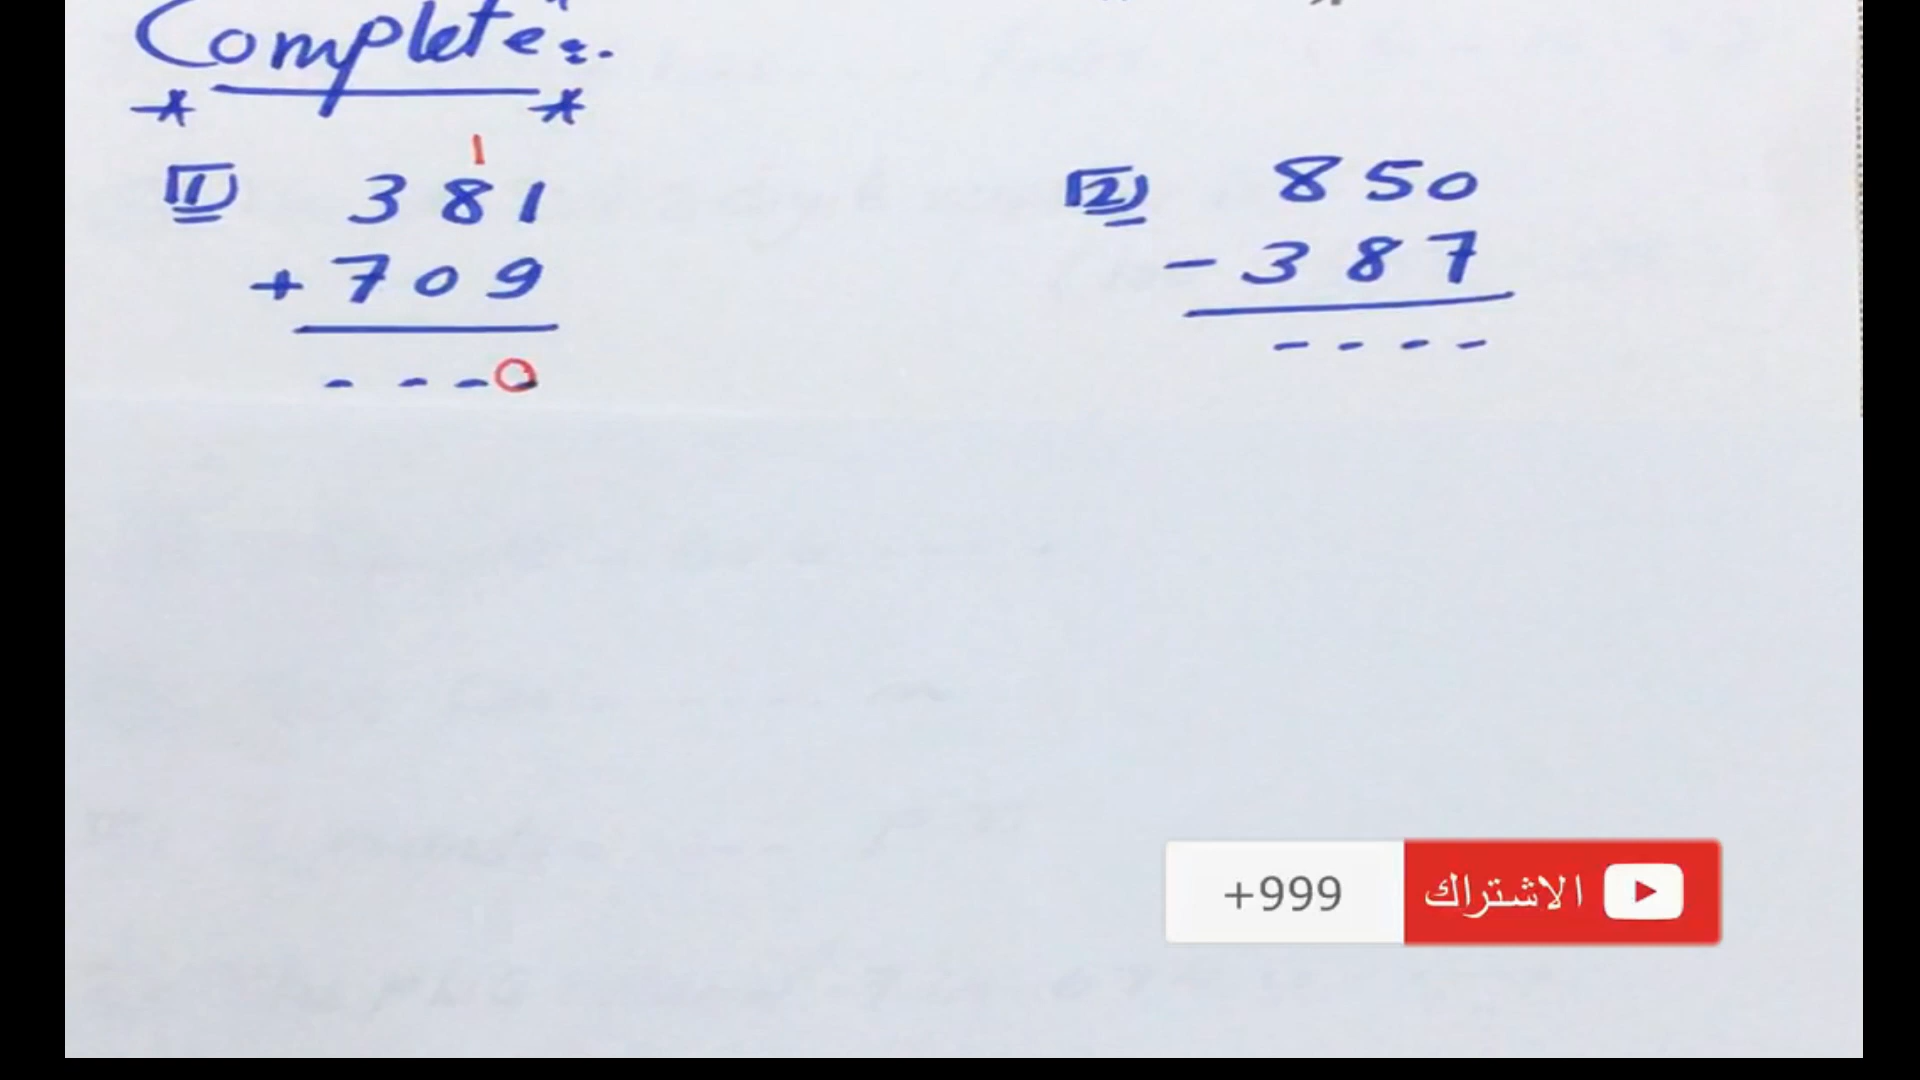 Complete:-
1
[1] 381
+ 709
- - - 0
[2] 850
- 387
- - - -
+999 الاشتراك